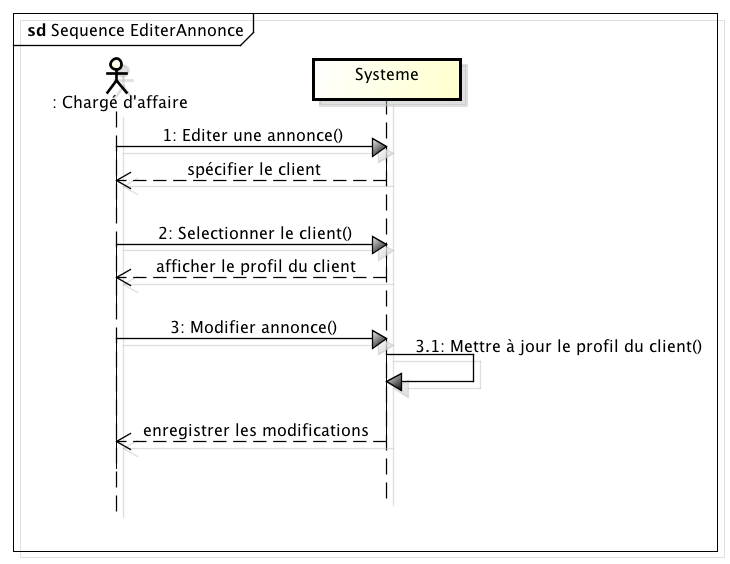 sd Sequence EditerAnnonce
Systeme
: Chargé d'affaire
1: Editer une annonce()
spécifier le client
2: Selectionner le client()
afficher le profil du client
3: Modifier annonce()
3.1: Mettre à jour le profil du client()
enregistrer les modifications